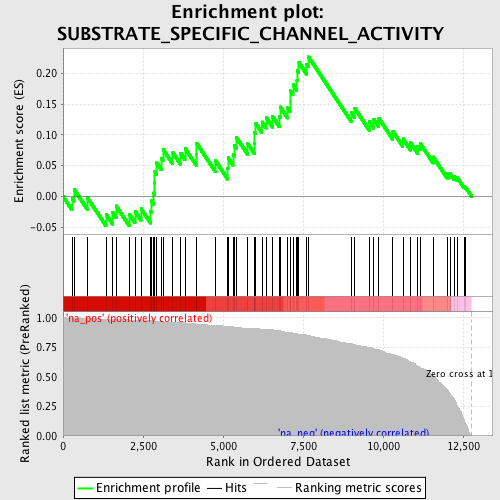 Enrichment plot:
SUBSTRATE_SPECIFIC_CHANNEL_ACTIVITY
Enrichment score (ES)
0.20
0.15
0.10
0.05
0.00
-0.05
'na_pos' (positively correlated)
Ranked list metric (PreRanked)
1.00
0.75
0.50
0.25
0.00
Zero cross at 1
'na_neg' (negatively correlated)
0
2,500
5,000
7,500
10,000
12,500
Rank in Ordered Dataset
Enrichment profile
Hits
Ranking metric scores